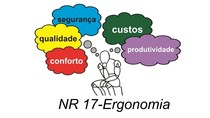 segurança
custos
qualidade
produtividade
conforto
NR 17-Ergonomia